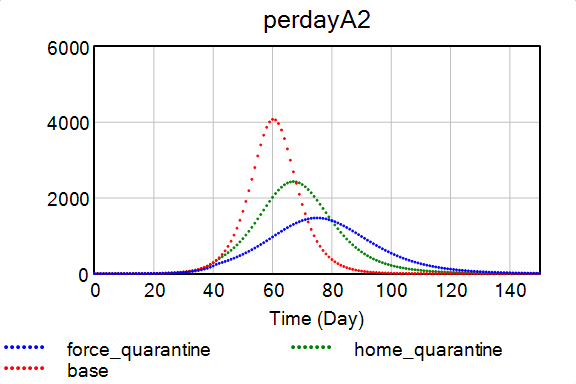 perdayA2
6000
4000
2000
0
0 20 40 60 80 100 120 140
Time (Day)
force_quarantine home_quarantine
base